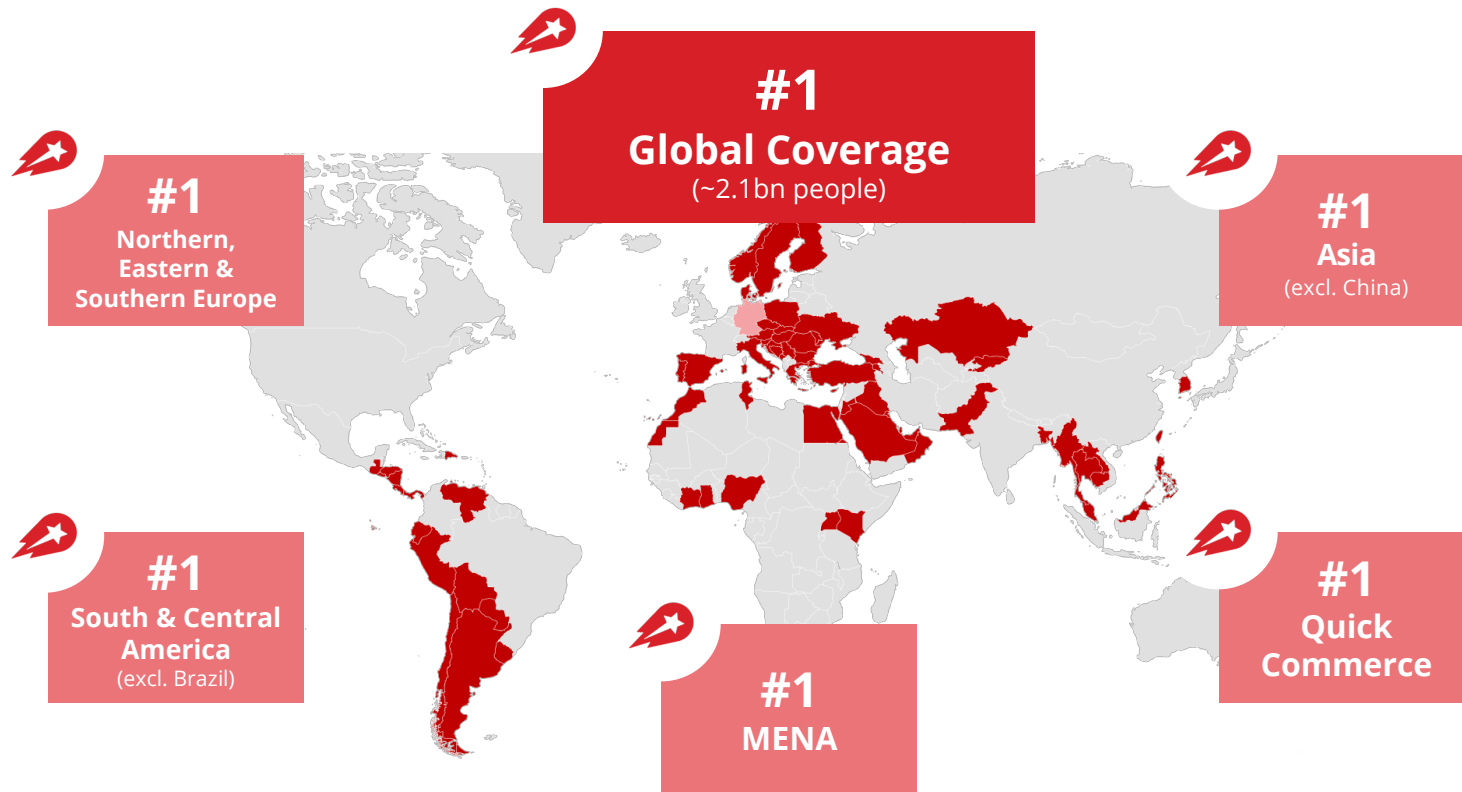 #1
Global Coverage
(~2.1bn people)
#1
Northern,
Eastern &
Southern Europe
#1
Asia
(excl. China)
#1
South & Central
America
(excl. Brazil)
#1
MENA
#1
Quick
Commerce